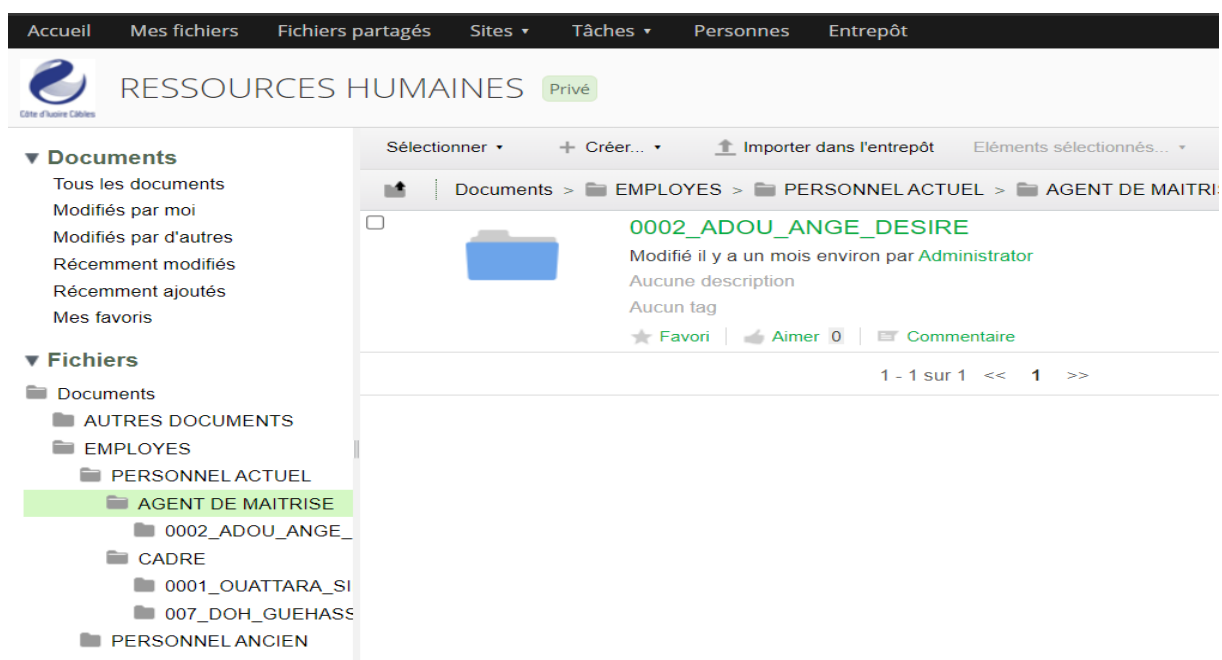 Accueil Mes fichiers Fichiers partagés Sites Tâches Personnes Entrepôt
Côte d'Ivoire Câbles
RESSOURCES HUMAINES Privé
Documents
Tous les documents
Modifiés par moi
Modifiés par d'autres
Récemment modifiés
Récemment ajoutés
Mes favoris
Fichiers
Documents
AUTRES DOCUMENTS
EMPLOYES
PERSONNEL ACTUEL
AGENT DE MAITRISE
0002_ADOU_ANGE_
CADRE
0001_OUATTARA_SI
007_DOH_GUEHASS
PERSONNEL ANCIEN
Sélectionner + Créer... Importer dans l'entrepôt Eléments sélectionnés...
Documents > EMPLOYES > PERSONNEL ACTUEL > AGENT DE MAITRI
0002_ADOU_ANGE_DESIRE
Modifié il y a un mois environ par Administrator
Aucune description
Aucun tag
Favori Aimer 0 Commentaire
1 - 1 sur 1 << 1 >>